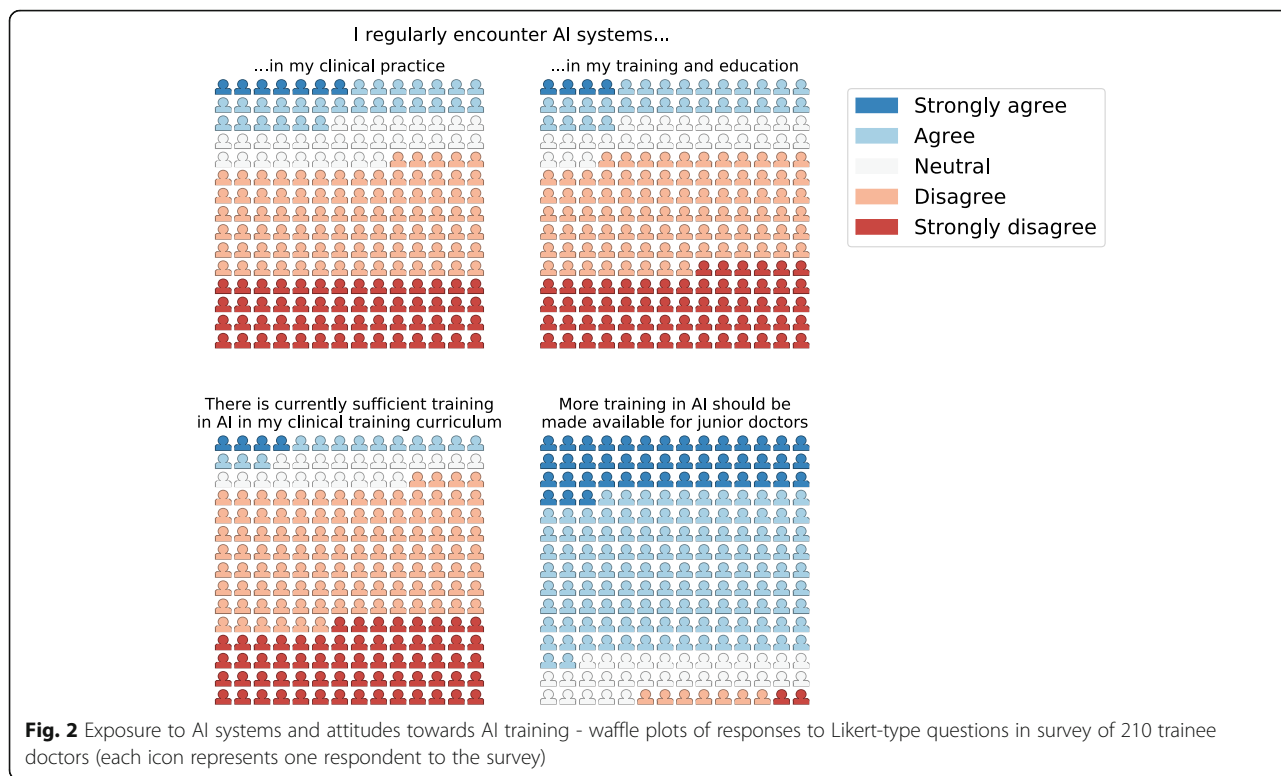 I regularly encounter AI systems...
...in my clinical practice
...in my training and education
Strongly agree
Agree
Neutral
Disagree
Strongly disagree
There is currently sufficient training
in AI in my clinical training curriculum
More training in AI should be
made available for junior doctors
Fig. 2 Exposure to AI systems and attitudes towards AI training - waffle plots of responses to Likert-type questions in survey of 210 trainee
doctors (each icon represents one respondent to the survey)